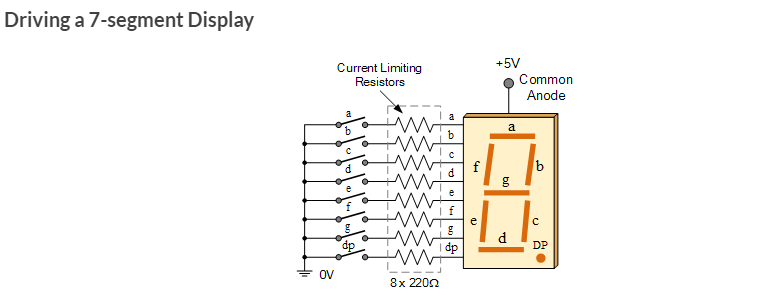 Driving a 7-segment Display
+5V
Current Limiting
Resistors
Common
Anode
a
b
c
d
e
f
g
dp
a
b
c
d
e
f
g
dp
a
f
b
g
e
c
d
DP
0V
8 x 220Ω